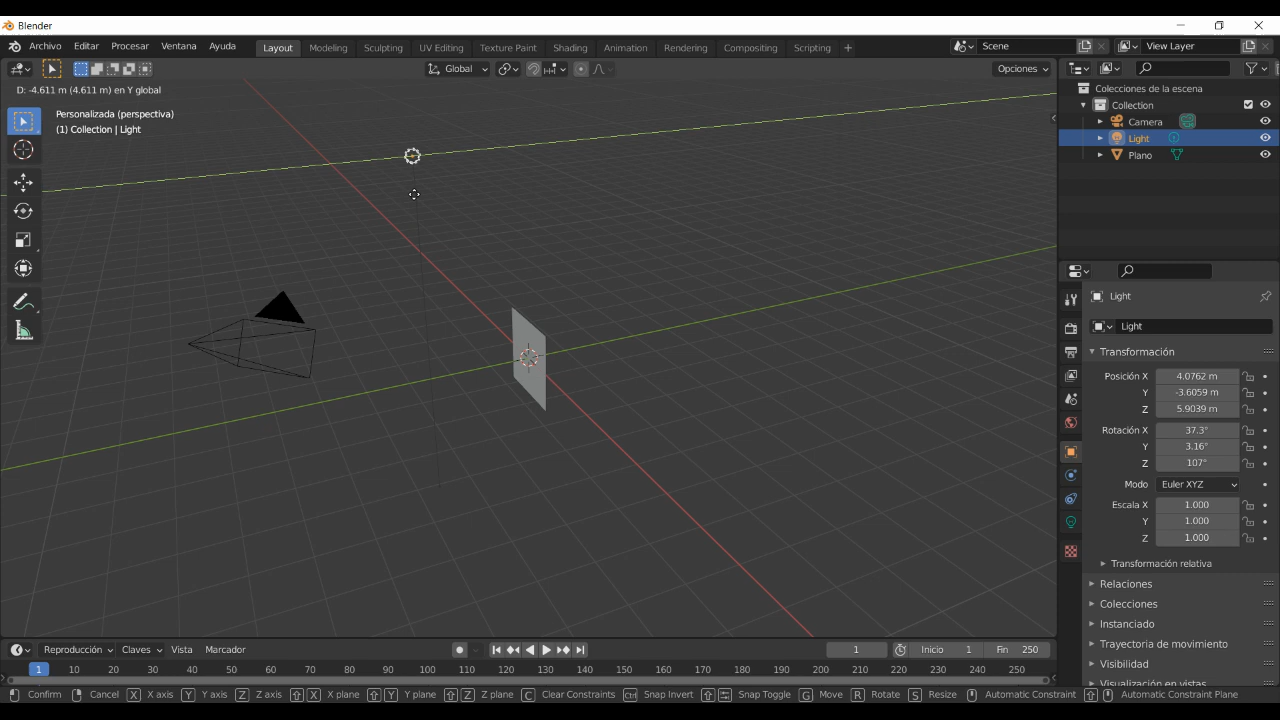 Blender
Archivo Editar Procesar Ventana Ayuda Layout Modeling Sculpting UV Editing Texture Paint Shading Animation Rendering Compositing Scripting + Scene View Layer
Global Opciones
D: -4.611 m (4.611 m) en Y global
Personalizada (perspectiva)
(1) Collection | Light
Colecciones de la escena
Collection
Camera
Light
Plano
Light
Light
Transformación
Posición X 4.0762 m
Y -3.6059 m
Z 5.9039 m
Rotación X 37.3°
Y 3.16°
Z 107°
Modo Euler XYZ
Escala X 1.000
Y 1.000
Z 1.000
Transformación relativa
Relaciones
Colecciones
Instanciado
Trayectoria de movimiento
Visibilidad
Visualización en vistas
Reproducción Claves Vista Marcador 1 Inicio 1 Fin 250
1 10 20 30 40 50 60 70 80 90 100 110 120 130 140 150 160 170 180 190 200 210 220 230 240 250
Confirm Cancel X X axis Y Y axis Z Z axis X X plane Y Y plane Z Z plane C Clear Constraints Ctrl Snap Invert Snap Toggle G Move R Rotate S Resize Automatic Constraint Automatic Constraint Plane